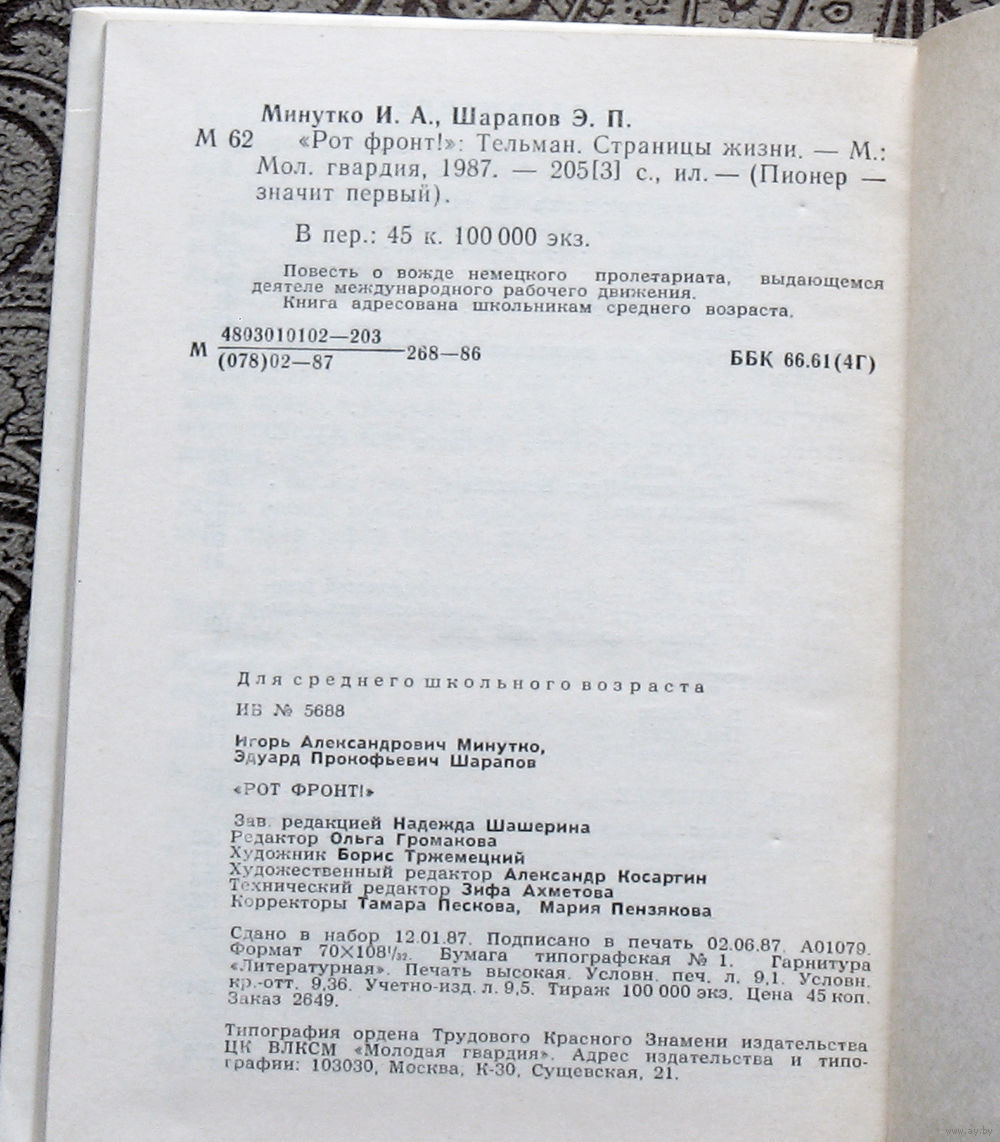 Минутко И. А., Шарапов Э. П.
М 62 «Рот фронт!»: Тельман. Страницы жизни. — М.:
Мол. гвардия, 1987. — 205[3] с., ил. — (Пионер —
значит первый).
В пер.: 45 к. 100 000 экз.
Повесть о вожде немецкого пролетариата, выдающемся
деятеле международного рабочего движения.
Книга адресована школьникам среднего возраста.
М 4803010102—203
(078)02—87 268—86 ББК 66.61(4Г)
Для среднего школьного возраста
ИБ № 5688
Игорь Александрович Минутко,
Эдуард Прокофьевич Шарапов
«РОТ ФРОНТ!»
Зав. редакцией Надежда Шашерина
Редактор Ольга Громакова
Художник Борис Тржемецкий
Художественный редактор Александр Косаргин
Технический редактор Зифа Ахметова
Корректоры Тамара Пескова, Мария Пензякова
Сдано в набор 12.01.87. Подписано в печать 02.06.87. А01079.
Формат 70×108¹/₃₂. Бумага типографская № 1. Гарнитура
«Литературная». Печать высокая. Условн. печ. л. 9,1. Условн.
кр.-отт. 9,36. Учетно-изд. л. 9,5. Тираж 100 000 экз. Цена 45 коп.
Заказ 2649.
Типография ордена Трудового Красного Знамени издательства
ЦК ВЛКСМ «Молодая гвардия». Адрес издательства и типо-
графии: 103030, Москва, К-30, Сущевская, 21.
www.ay.by